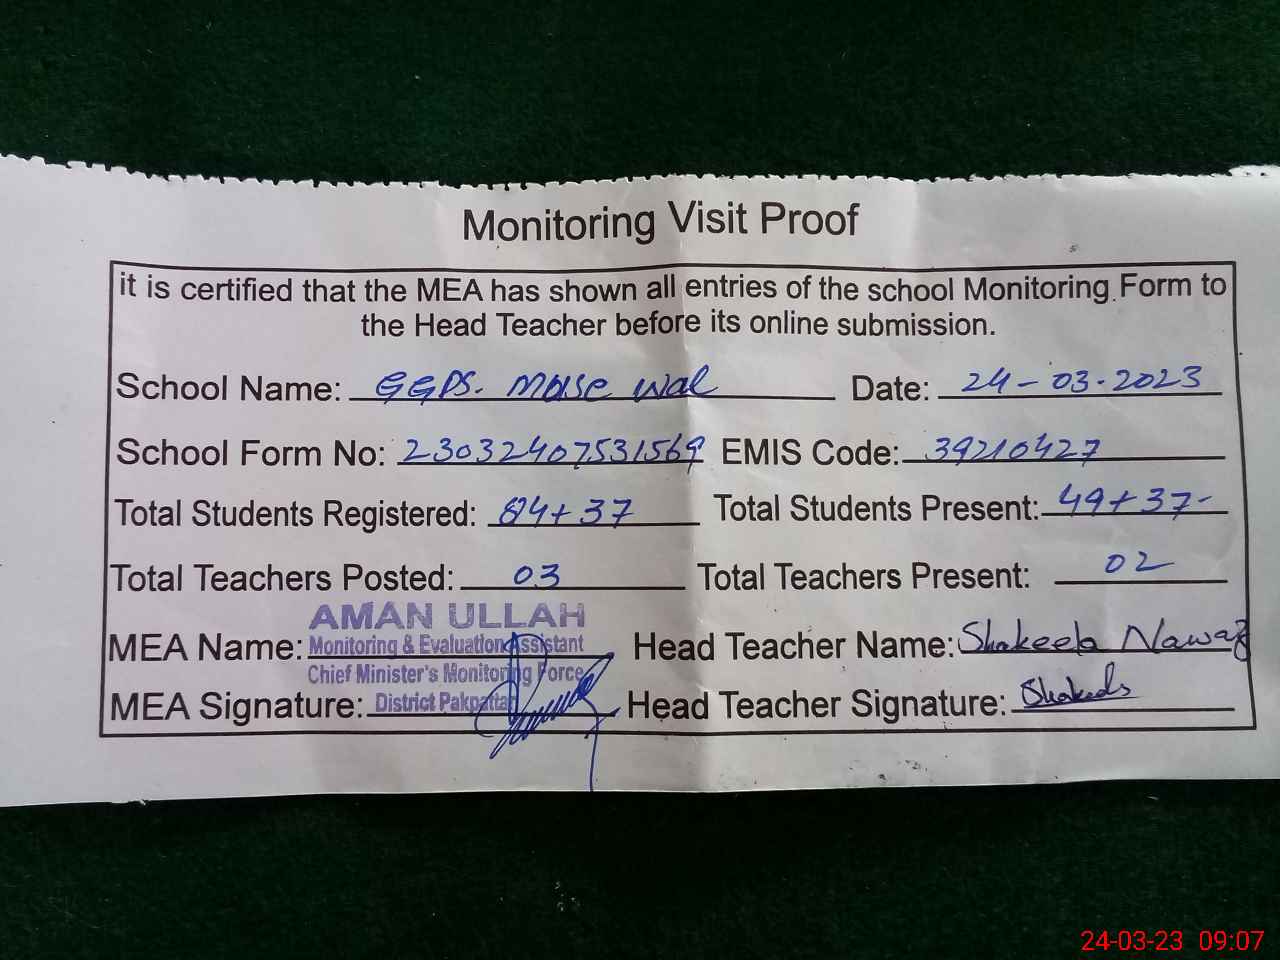 Monitoring Visit Proof
it is certified that the MEA has shown all entries of the school Monitoring Form to
the Head Teacher before its online submission.
School Name: GGPS. Moise wal Date: 24-03-2023
School Form No: 23032407531569 EMIS Code: 39210427
Total Students Registered: 84+37 Total Students Present: 49+37-
Total Teachers Posted: 03 Total Teachers Present: 02
AMAN ULLAH
MEA Name: Monitoring & Evaluation Assistant Head Teacher Name: Shakeela Nawaz
Chief Minister's Monitoring Force
MEA Signature: District Pakpattan Head Teacher Signature:
24-03-23 09:07